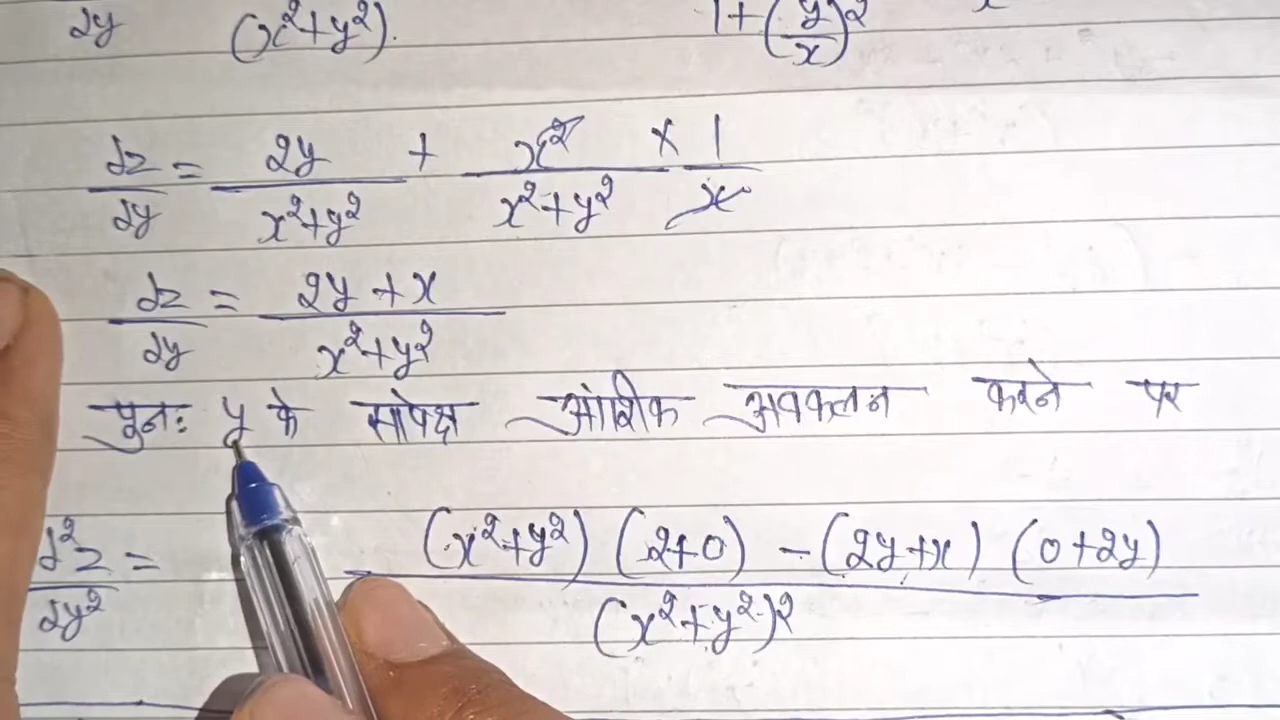 ∂y (x²+y²). 1+(y/x)² x
∂z/∂y = 2y/(x²+y²) + x²/(x²+y²) × 1/x
∂z/∂y = (2y+x)/(x²+y²)
पुनः y के सापेक्ष आंशिक अवकलन करने पर
∂²z/∂y² = ((x²+y²) (2+0) - (2y+x) (0+2y))/(x²+y²)²